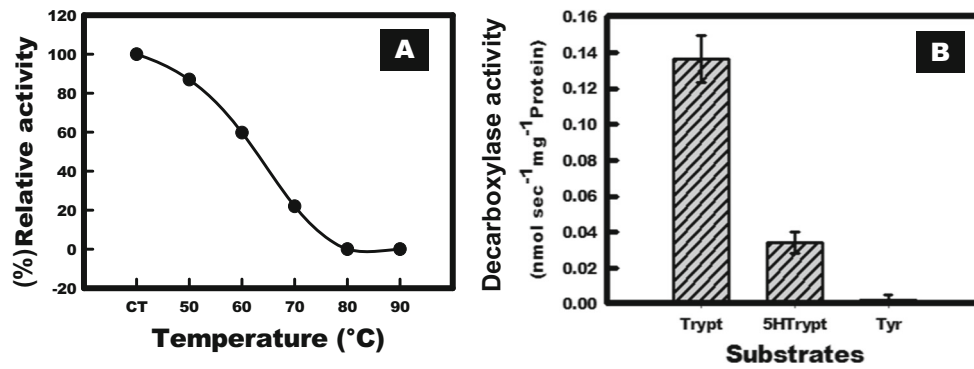 A
(%)Relative activity
120
100
80
60
40
20
0
-20
CT 50 60 70 80 90
Temperature (°C)
B
Decarboxylase activity
(nmol sec⁻¹mg⁻¹Protein)
0.16
0.14
0.12
0.10
0.08
0.06
0.04
0.02
0.00
Trypt 5HTrypt Tyr
Substrates